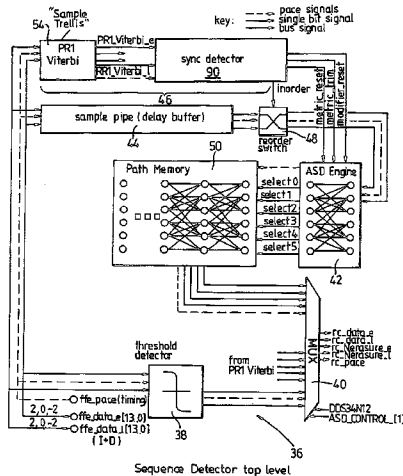 "Sample Trellis"
54
PR1 Viterbi
PR1_Viterbi_e
PR1_Viterbi_l
sync detector
90
key:
pace signals
single bit signal
bus signal
46
inorder
metric_reset
metric_trim
modifier_reset
sample pipe (delay buffer)
44
reorder switch
48
Path Memory
50
ASD Engine
select0
select1
select2
select3
select4
select5
42
MUX
rc_data_e
rc_data_l
rc_Nerasure_e
rc_Nerasure_l
rc_pace
40
threshold detector
from PR1 Viterbi
38
ffe_pace(timing)
2,0,-2
ffe_data_e[13,0]
2,0,-2
ffe_data_l[13,0]
(1+D)
DDS34N12
ASD_CONTROL_[1]
36
Sequence Detector top level